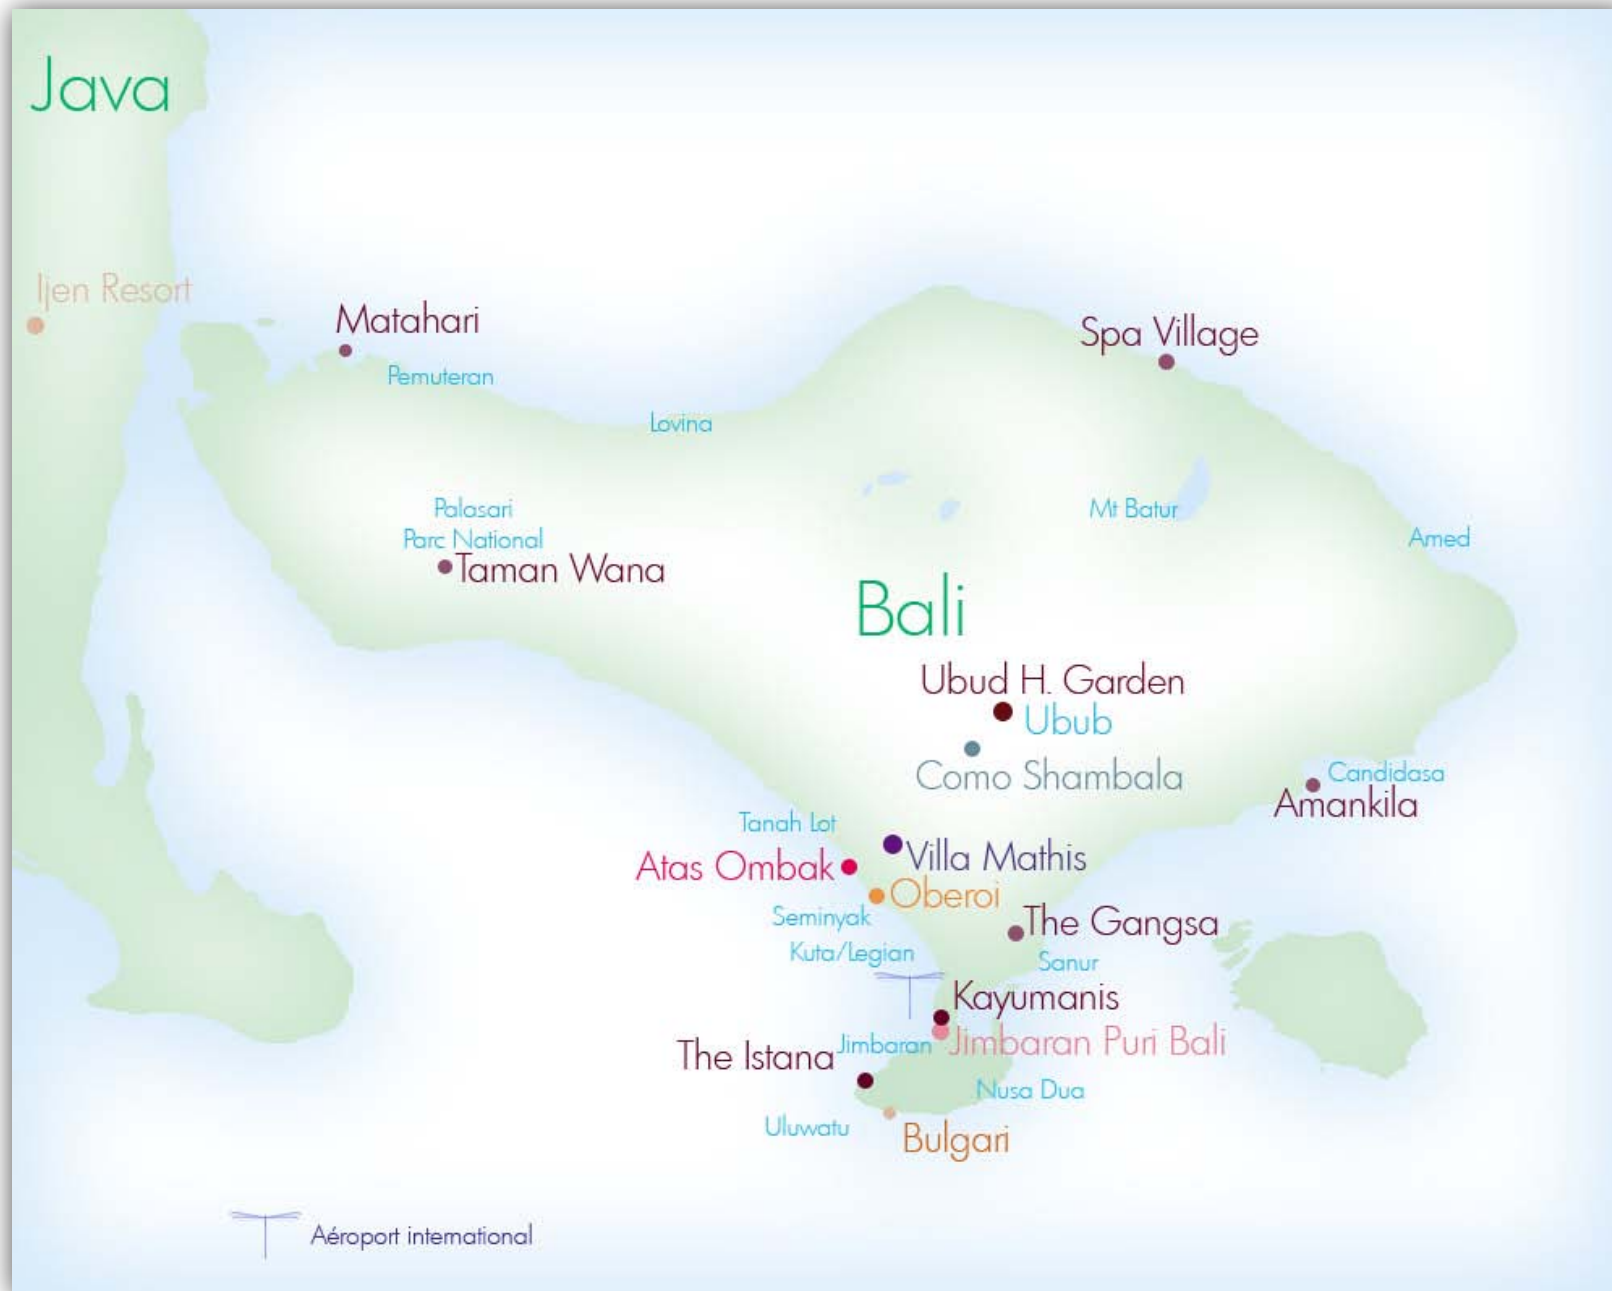 Java
Ijen Resort
Matahari
Spa Village
Pemuteran
Lovina
Palasari
Mt Batur
Parc National
Amed
Taman Wana
Bali
Ubud H. Garden
Ubub
Como Shambala
Candidasa
Amankila
Tanah Lot
Villa Mathis
Atas Ombak
Oberoi
Seminyak
The Gangsa
Kuta/Legian
Sanur
Kayumanis
Jimbaran Puri Bali
Jimbaran
The Istana
Nusa Dua
Uluwatu
Bulgari
Aéroport international